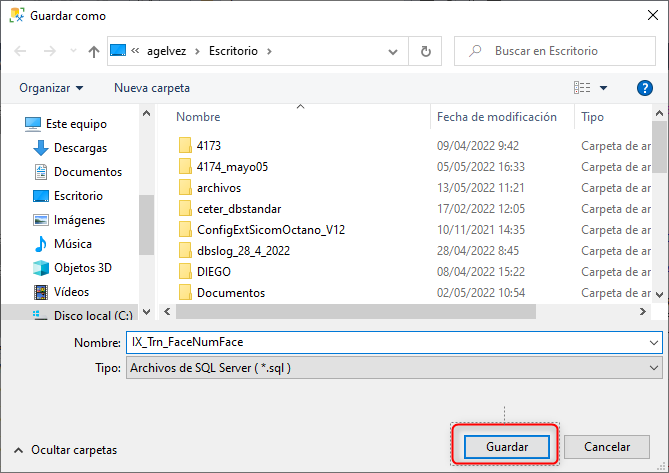 Guardar como
« agelvez > Escritorio >
Buscar en Escritorio
Organizar
Nueva carpeta
?
Este equipo
Descargas
Documentos
Escritorio
Imágenes
Música
Objetos 3D
Vídeos
Disco local (C:)
Nombre Fecha de modificación Tipo
4173 09/04/2022 9:42 Carpeta de ar
4174_mayo05 05/05/2022 16:33 Carpeta de ar
archivos 13/05/2022 11:21 Carpeta de ar
ceter_dbstandar 17/02/2022 12:05 Carpeta de ar
ConfigExtSicomOctano_V12 10/11/2021 14:35 Carpeta de ar
dbslog_28_4_2022 28/04/2022 8:45 Carpeta de ar
DIEGO 08/04/2022 15:22 Carpeta de ar
Documentos 02/05/2022 10:54 Carpeta de ar
Nombre: IX_Trn_FaceNumFace
Tipo: Archivos de SQL Server ( *.sql )
Ocultar carpetas
Guardar
Cancelar